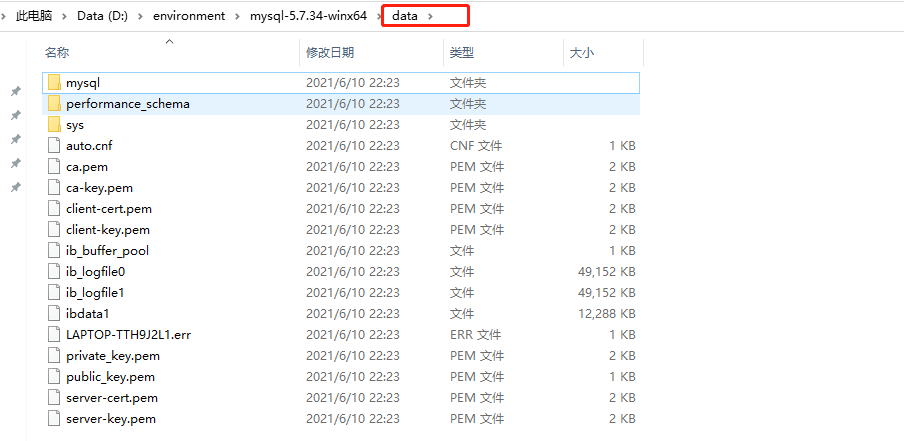 此电脑 > Data (D:) > environment > mysql-5.7.34-winx64 > data >
名称 修改日期 类型 大小
mysql 2021/6/10 22:23 文件夹
performance_schema 2021/6/10 22:23 文件夹
sys 2021/6/10 22:23 文件夹
auto.cnf 2021/6/10 22:23 CNF 文件 1 KB
ca.pem 2021/6/10 22:23 PEM 文件 2 KB
ca-key.pem 2021/6/10 22:23 PEM 文件 2 KB
client-cert.pem 2021/6/10 22:23 PEM 文件 2 KB
client-key.pem 2021/6/10 22:23 PEM 文件 2 KB
ib_buffer_pool 2021/6/10 22:23 文件 1 KB
ib_logfile0 2021/6/10 22:23 文件 49,152 KB
ib_logfile1 2021/6/10 22:23 文件 49,152 KB
ibdata1 2021/6/10 22:23 文件 12,288 KB
LAPTOP-TTH9J2L1.err 2021/6/10 22:23 ERR 文件 1 KB
private_key.pem 2021/6/10 22:23 PEM 文件 2 KB
public_key.pem 2021/6/10 22:23 PEM 文件 1 KB
server-cert.pem 2021/6/10 22:23 PEM 文件 2 KB
server-key.pem 2021/6/10 22:23 PEM 文件 2 KB